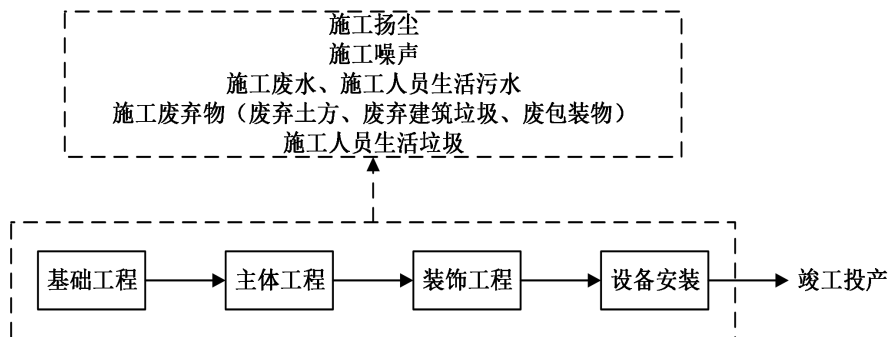 施工扬尘
施工噪声
施工废水、施工人员生活污水
施工废弃物（废弃土方、废弃建筑垃圾、废包装物）
施工人员生活垃圾
基础工程
主体工程
装饰工程
设备安装
竣工投产